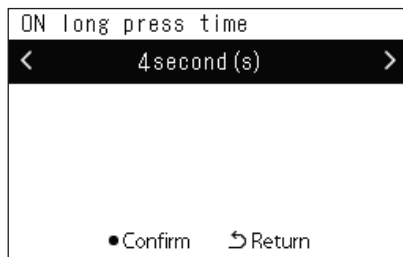 ON long press time
< 4second(s) >
●Confirm ⮌Return